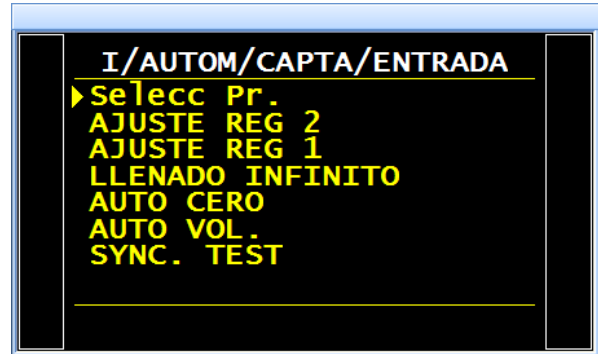 I/AUTOM/CAPTA/ENTRADA
Selecc Pr.
AJUSTE REG 2
AJUSTE REG 1
LLENADO INFINITO
AUTO CERO
AUTO VOL.
SYNC. TEST